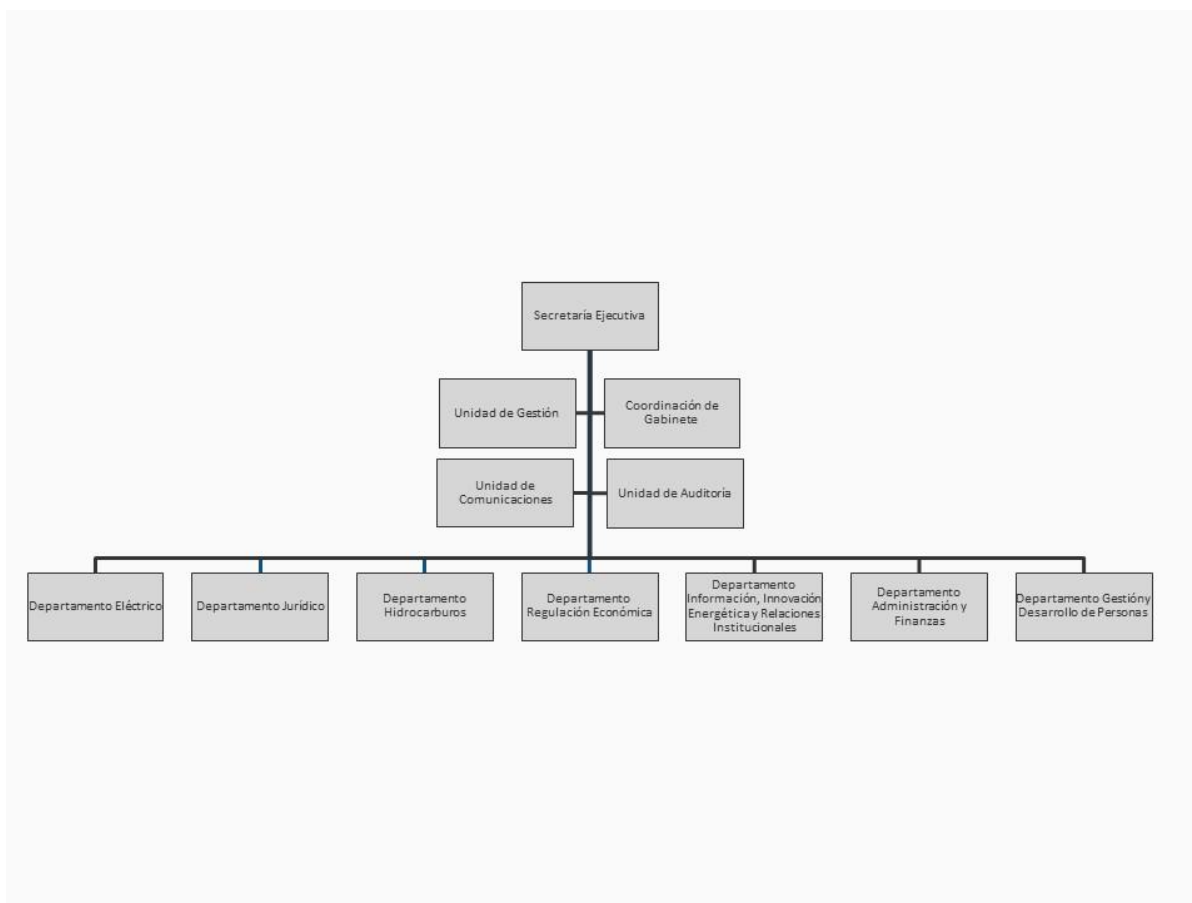 Secretaría Ejecutiva
Unidad de Gestión
Coordinación de
Gabinete
Unidad de
Comunicaciones
Unidad de Auditoría
Departamento Eléctrico
Departamento Jurídico
Departamento
Hidrocarburos
Departamento
Regulación Económica
Departamento
Información, Innovación
Energética y Relaciones
Institucionales
Departamento
Administración y
Finanzas
Departamento Gestión y
Desarrollo de Personas